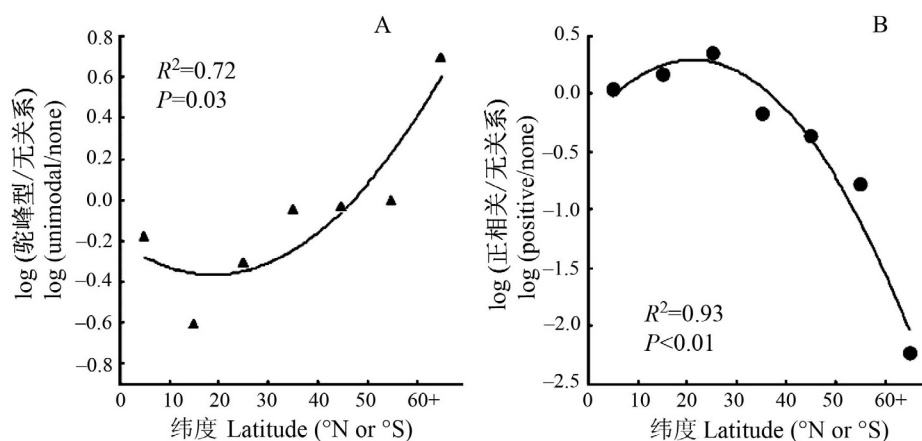 A
R²=0.72
P=0.03
log (驼峰型/无关系)
log (unimodal/none)
0.8
0.6
0.4
0.2
0.0
−0.2
−0.4
−0.6
−0.8
0 10 20 30 40 50 60+
纬度 Latitude (°N or °S)
B
R²=0.93
P<0.01
log (正相关/无关系)
log (positive/none)
0.5
0.0
−0.5
−1.0
−1.5
−2.0
−2.5
0 10 20 30 40 50 60+
纬度 Latitude (°N or °S)